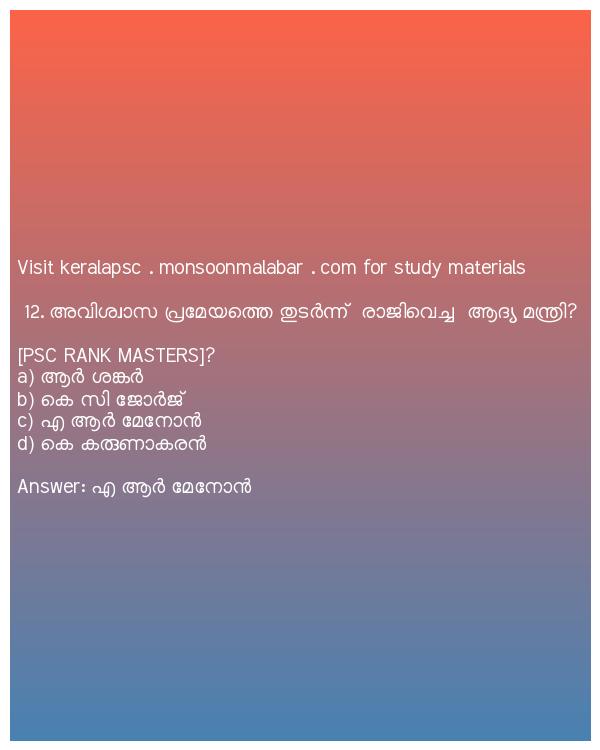 Visit keralapsc . monsoonmalabar . com for study materials
12. അവിശ്വാസ പ്രമേയത്തെ തുടർന്ന് രാജിവെച്ച ആദ്യ മന്ത്രി?
[PSC RANK MASTERS]?
a) ആർ ശങ്കർ
b) കെ സി ജോർജ്
c) എ ആർ മേനോൻ
d) കെ കരുണാകരൻ
Answer: എ ആർ മേനോൻ